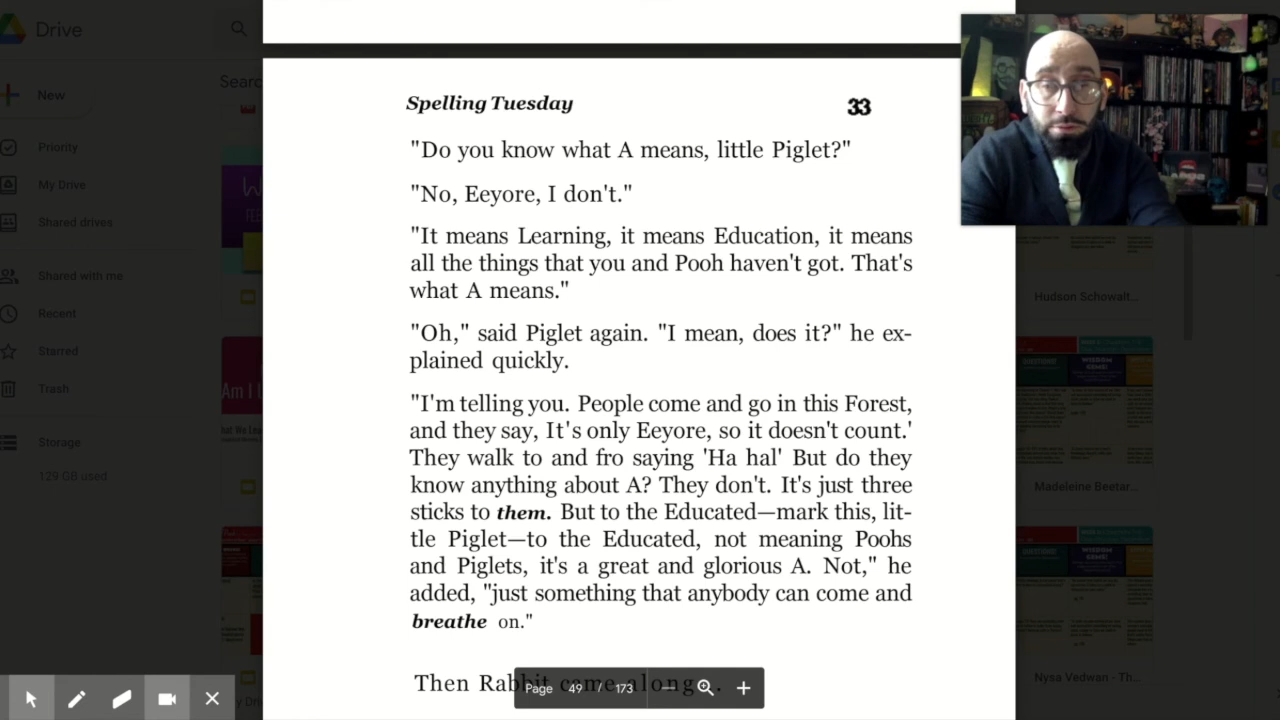 Drive
Searc
New
Priority
My Drive
Shared drives
Shared with me
Recent
Starred
Trash
Storage
129 GB used
Spelling Tuesday 33
"Do you know what A means, little Piglet?"
"No, Eeyore, I don't."
"It means Learning, it means Education, it means
all the things that you and Pooh haven't got. That's
what A means."
"Oh," said Piglet again. "I mean, does it?" he ex-
plained quickly.
"I'm telling you. People come and go in this Forest,
and they say, It's only Eeyore, so it doesn't count.'
They walk to and fro saying 'Ha hal' But do they
know anything about A? They don't. It's just three
sticks to them. But to the Educated—mark this, lit-
tle Piglet—to the Educated, not meaning Poohs
and Piglets, it's a great and glorious A. Not," he
added, "just something that anybody can come and
breathe on."
Then Rabbit came along
Page 49 / 173
Am I
Hudson Schowalt...
Madeleine Beetar...
Nysa Vedwan - Th...